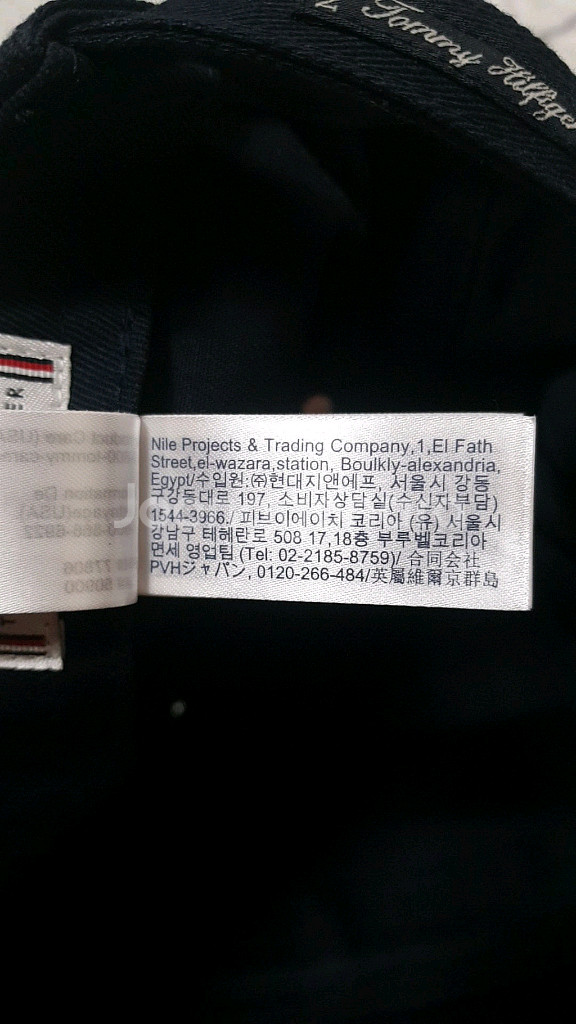 Tommy Hilfiger
ER
Nile Projects & Trading Company,1,El Fath
Street,el-wazara,station, Boulkly-alexandria,
Egypt/수입원:㈜현대지앤에프, 서울시 강동
구강동대로 197, 소비자상담실(수신자부담)
1544-3966./ 피브이에이치 코리아 (유) 서울시
강남구 테헤란로 508 17,18층 부루벨코리아
면세 영업팀 (Tel: 02-2185-8759)/ 合同会社
PVHジャパン, 0120-266-484/英屬維爾京群島